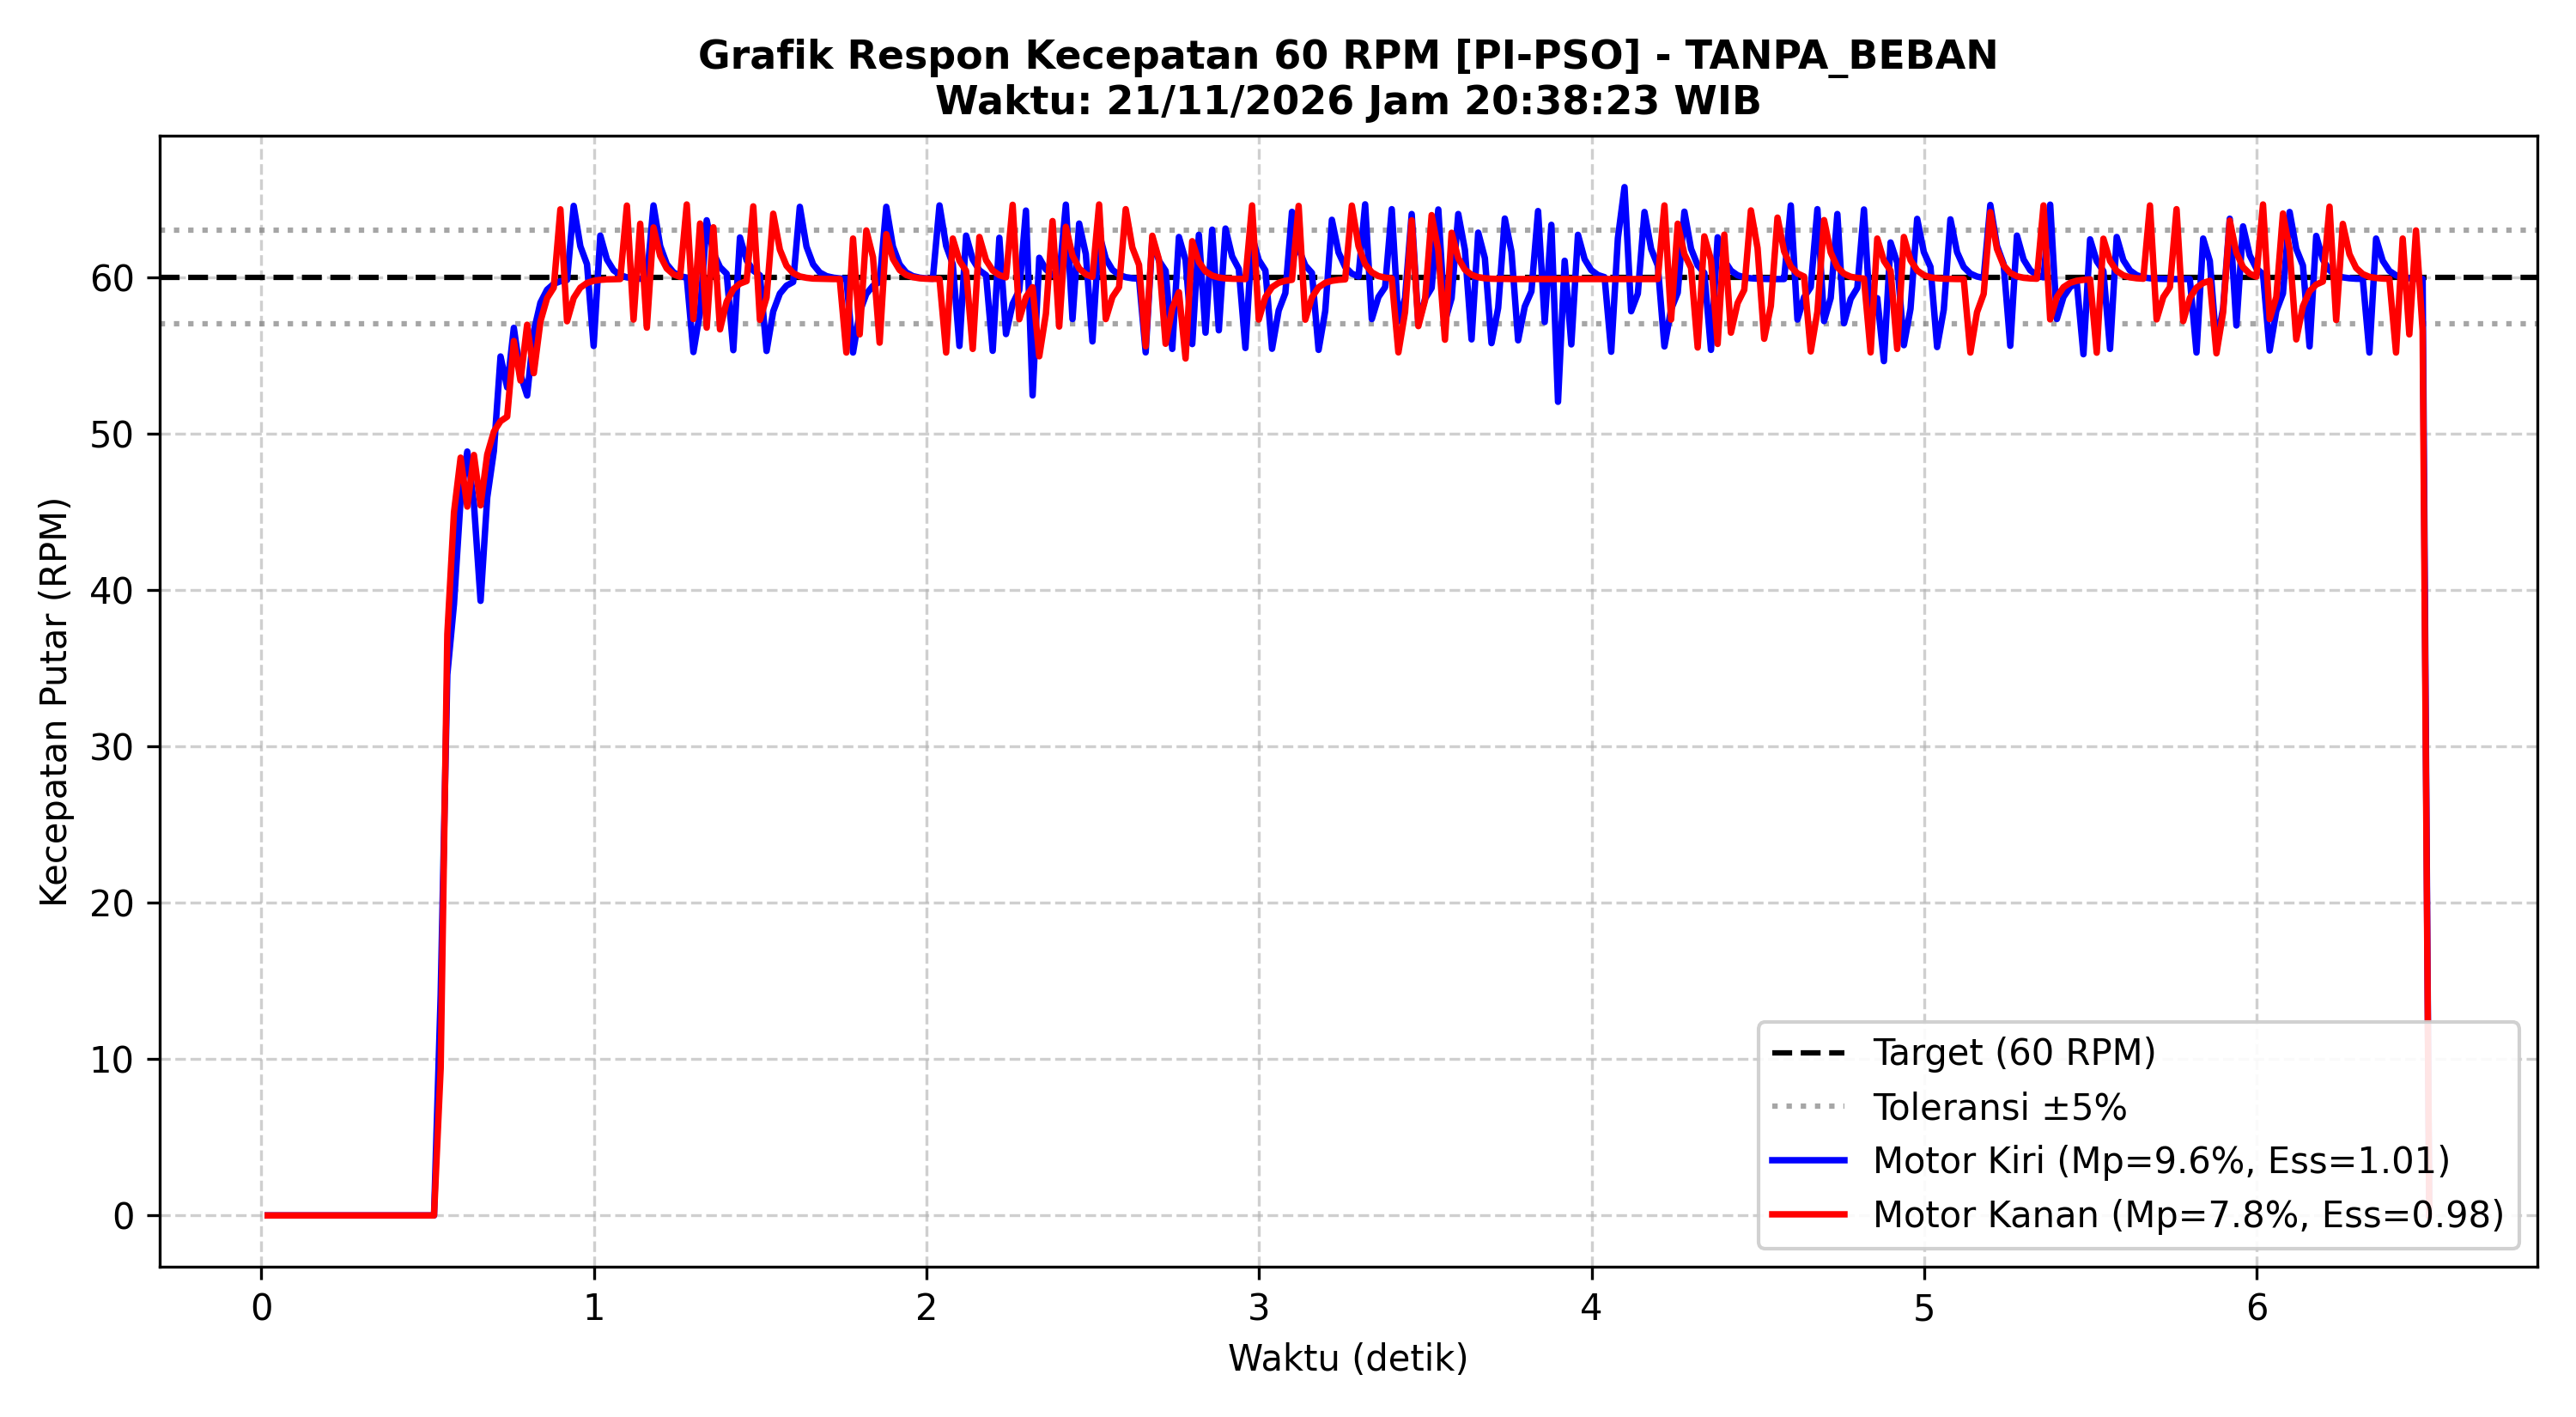 Grafik Respon Kecepatan 60 RPM [PI-PSO] - TANPA_BEBAN
Waktu: 21/11/2026 Jam 20:38:23 WIB
Kecepatan Putar (RPM)
60
50
40
30
20
10
0
Target (60 RPM)
Toleransi ±5%
Motor Kiri (Mp=9.6%, Ess=1.01)
Motor Kanan (Mp=7.8%, Ess=0.98)
0 1 2 3 4 5 6
Waktu (detik)